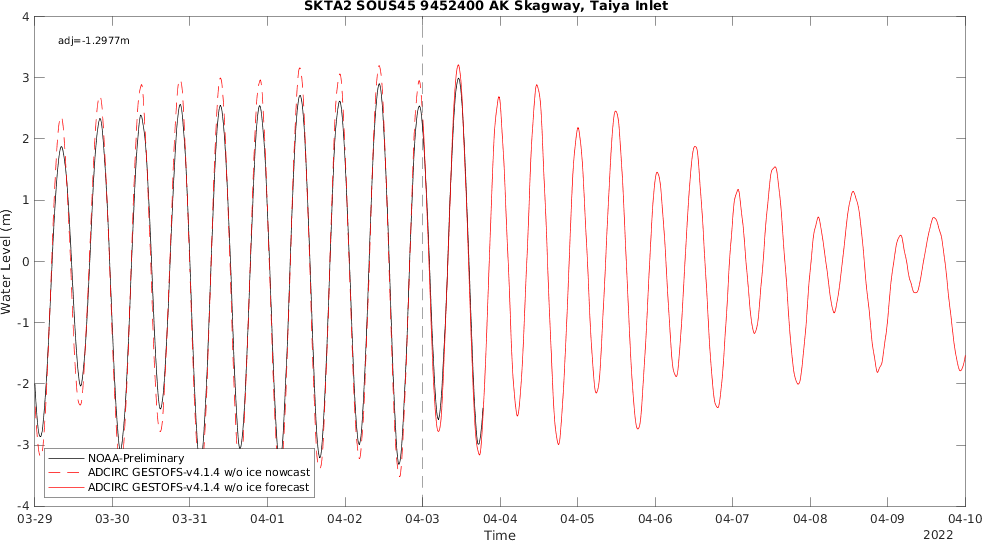 SKTA2 SOUS45 9452400 AK Skagway, Taiya Inlet
adj=-1.2977m
Water Level (m)
4
3
2
1
0
-1
-2
-3
-4
NOAA-Preliminary
ADCIRC GESTOFS-v4.1.4 w/o ice nowcast
ADCIRC GESTOFS-v4.1.4 w/o ice forecast
03-29 03-30 03-31 04-01 04-02 04-03 04-04 04-05 04-06 04-07 04-08 04-09 04-10
Time
2022